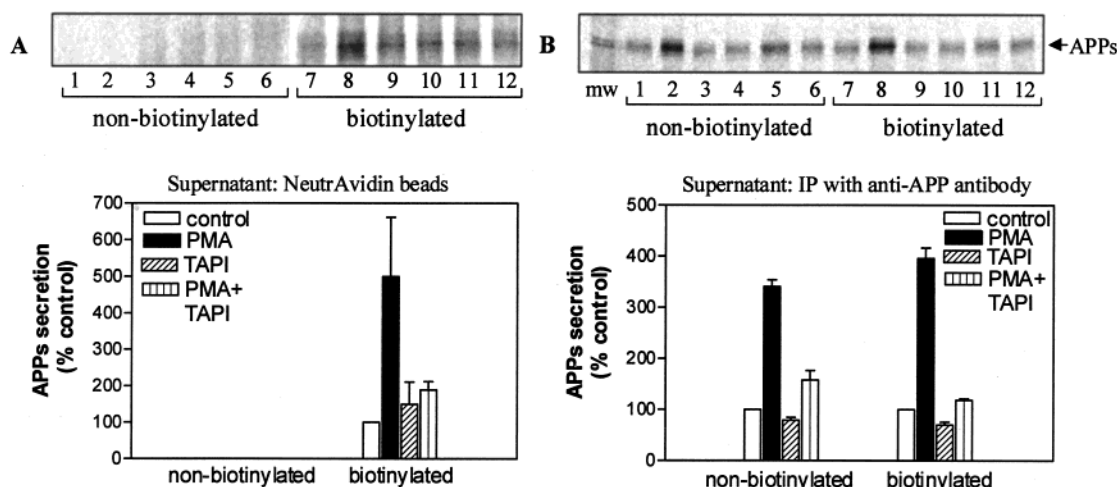 A
1 2 3 4 5 6 7 8 9 10 11 12
non-biotinylated biotinylated
Supernatant: NeutrAvidin beads
700
600
500
400
300
200
100
0
APPs secretion
(% control)
control
PMA
TAPI
PMA+
TAPI
non-biotinylated biotinylated
B
APPs
mw 1 2 3 4 5 6 7 8 9 10 11 12
non-biotinylated biotinylated
Supernatant: IP with anti-APP antibody
500
400
300
200
100
0
APPs secretion
(% control)
control
PMA
TAPI
PMA+
TAPI
non-biotinylated biotinylated